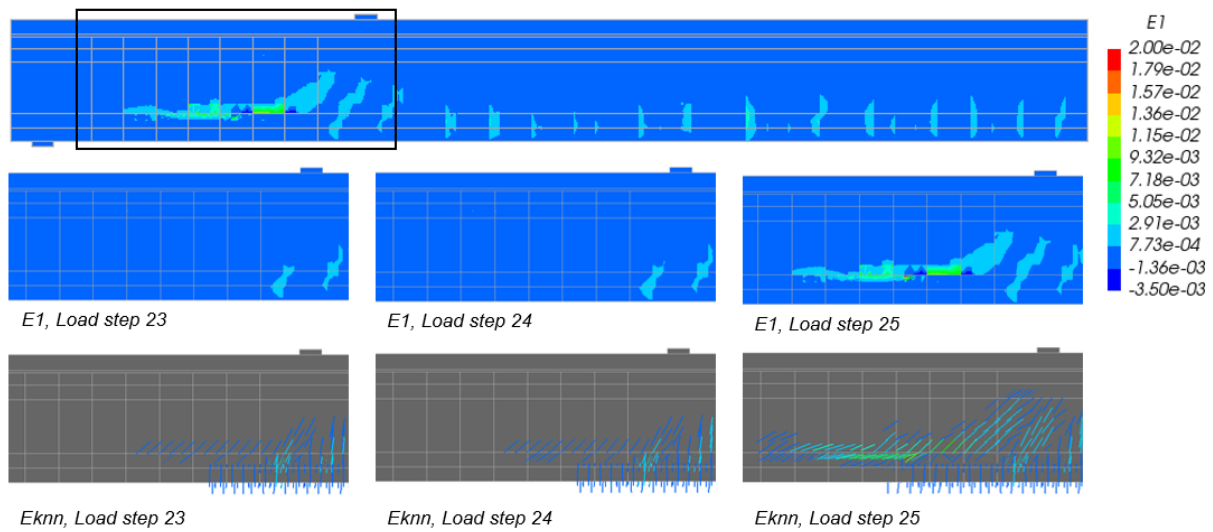 E1
2.00e-02
1.79e-02
1.57e-02
1.36e-02
1.15e-02
9.32e-03
7.18e-03
5.05e-03
2.91e-03
7.73e-04
-1.36e-03
-3.50e-03
E1, Load step 23
E1, Load step 24
E1, Load step 25
Eknn, Load step 23
Eknn, Load step 24
Eknn, Load step 25